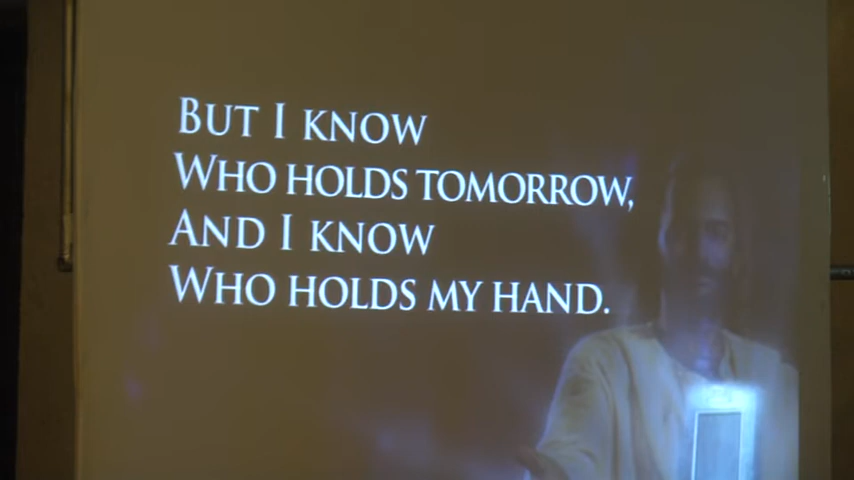 But I know
Who holds tomorrow,
And I know
Who holds my hand.